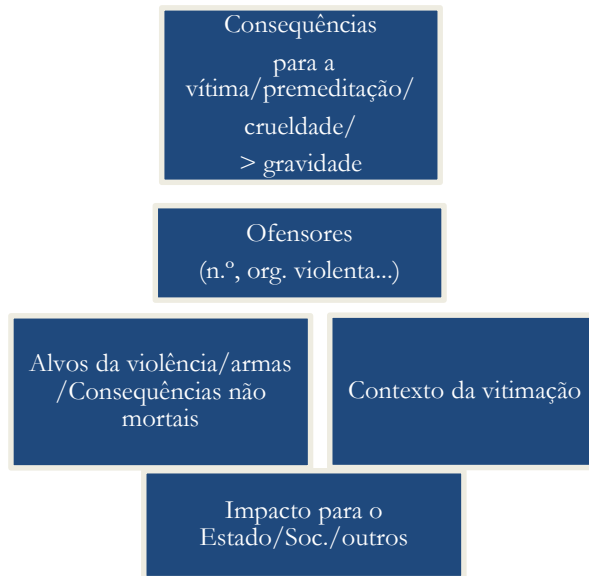 Consequências
para a
vítima/premeditação/
crueldade/
> gravidade
Ofensores
(n.º, org. violenta...)
Alvos da violência/armas
/Consequências não
mortais
Contexto da vitimação
Impacto para o
Estado/Soc./outros